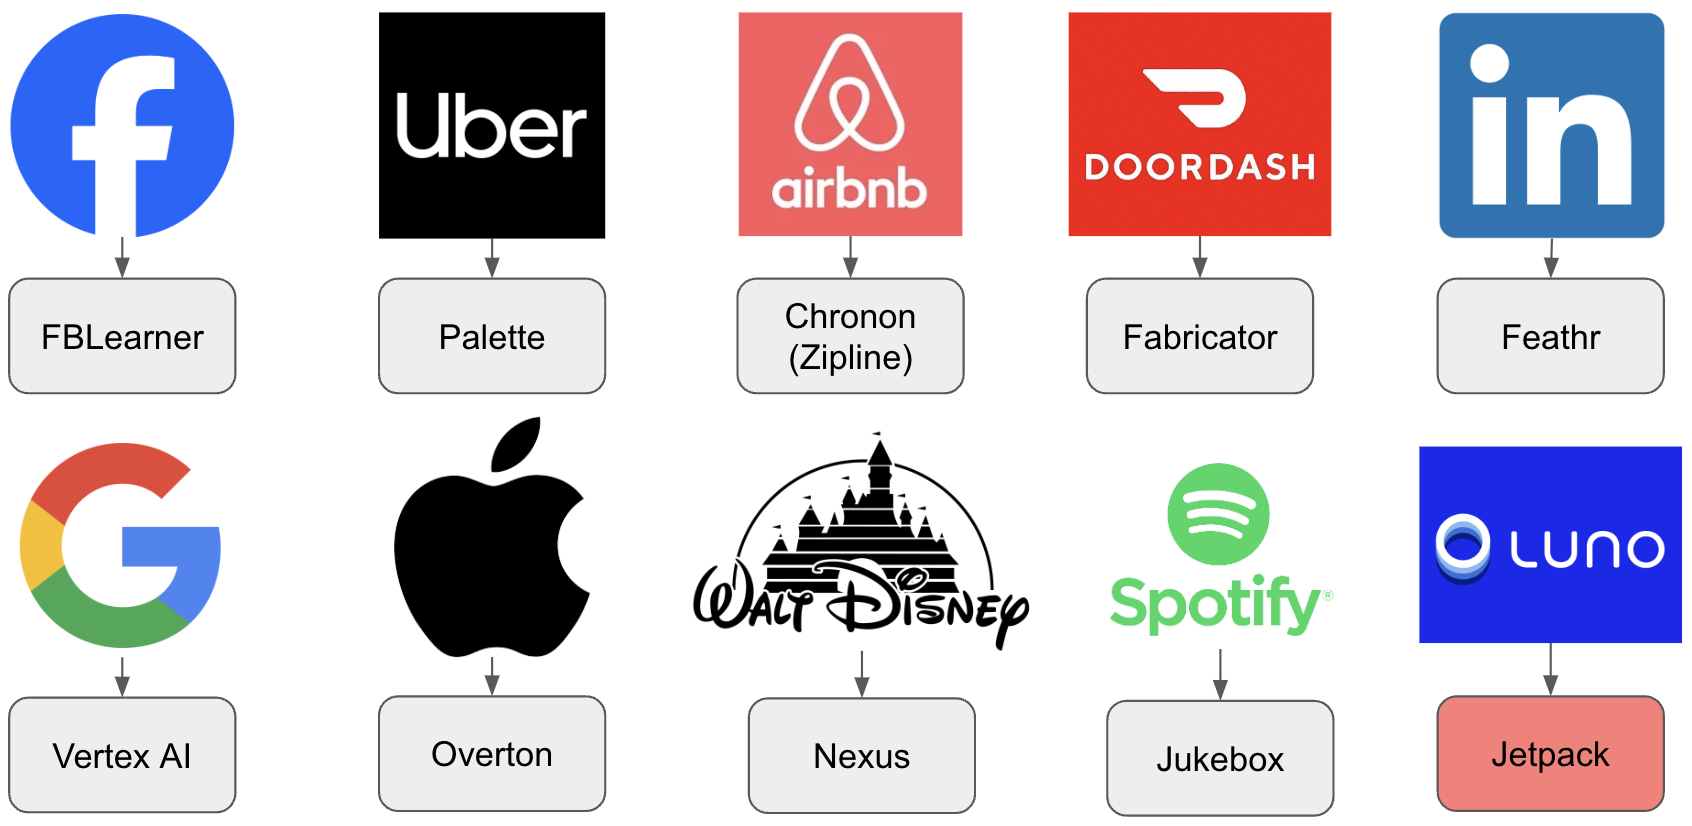 f
Uber
airbnb
DOORDASH
in
FBLearner
Palette
Chronon
(Zipline)
Fabricator
Feathr
G
WALT DISNEY
Spotify®
LUNO
Vertex AI
Overton
Nexus
Jukebox
Jetpack